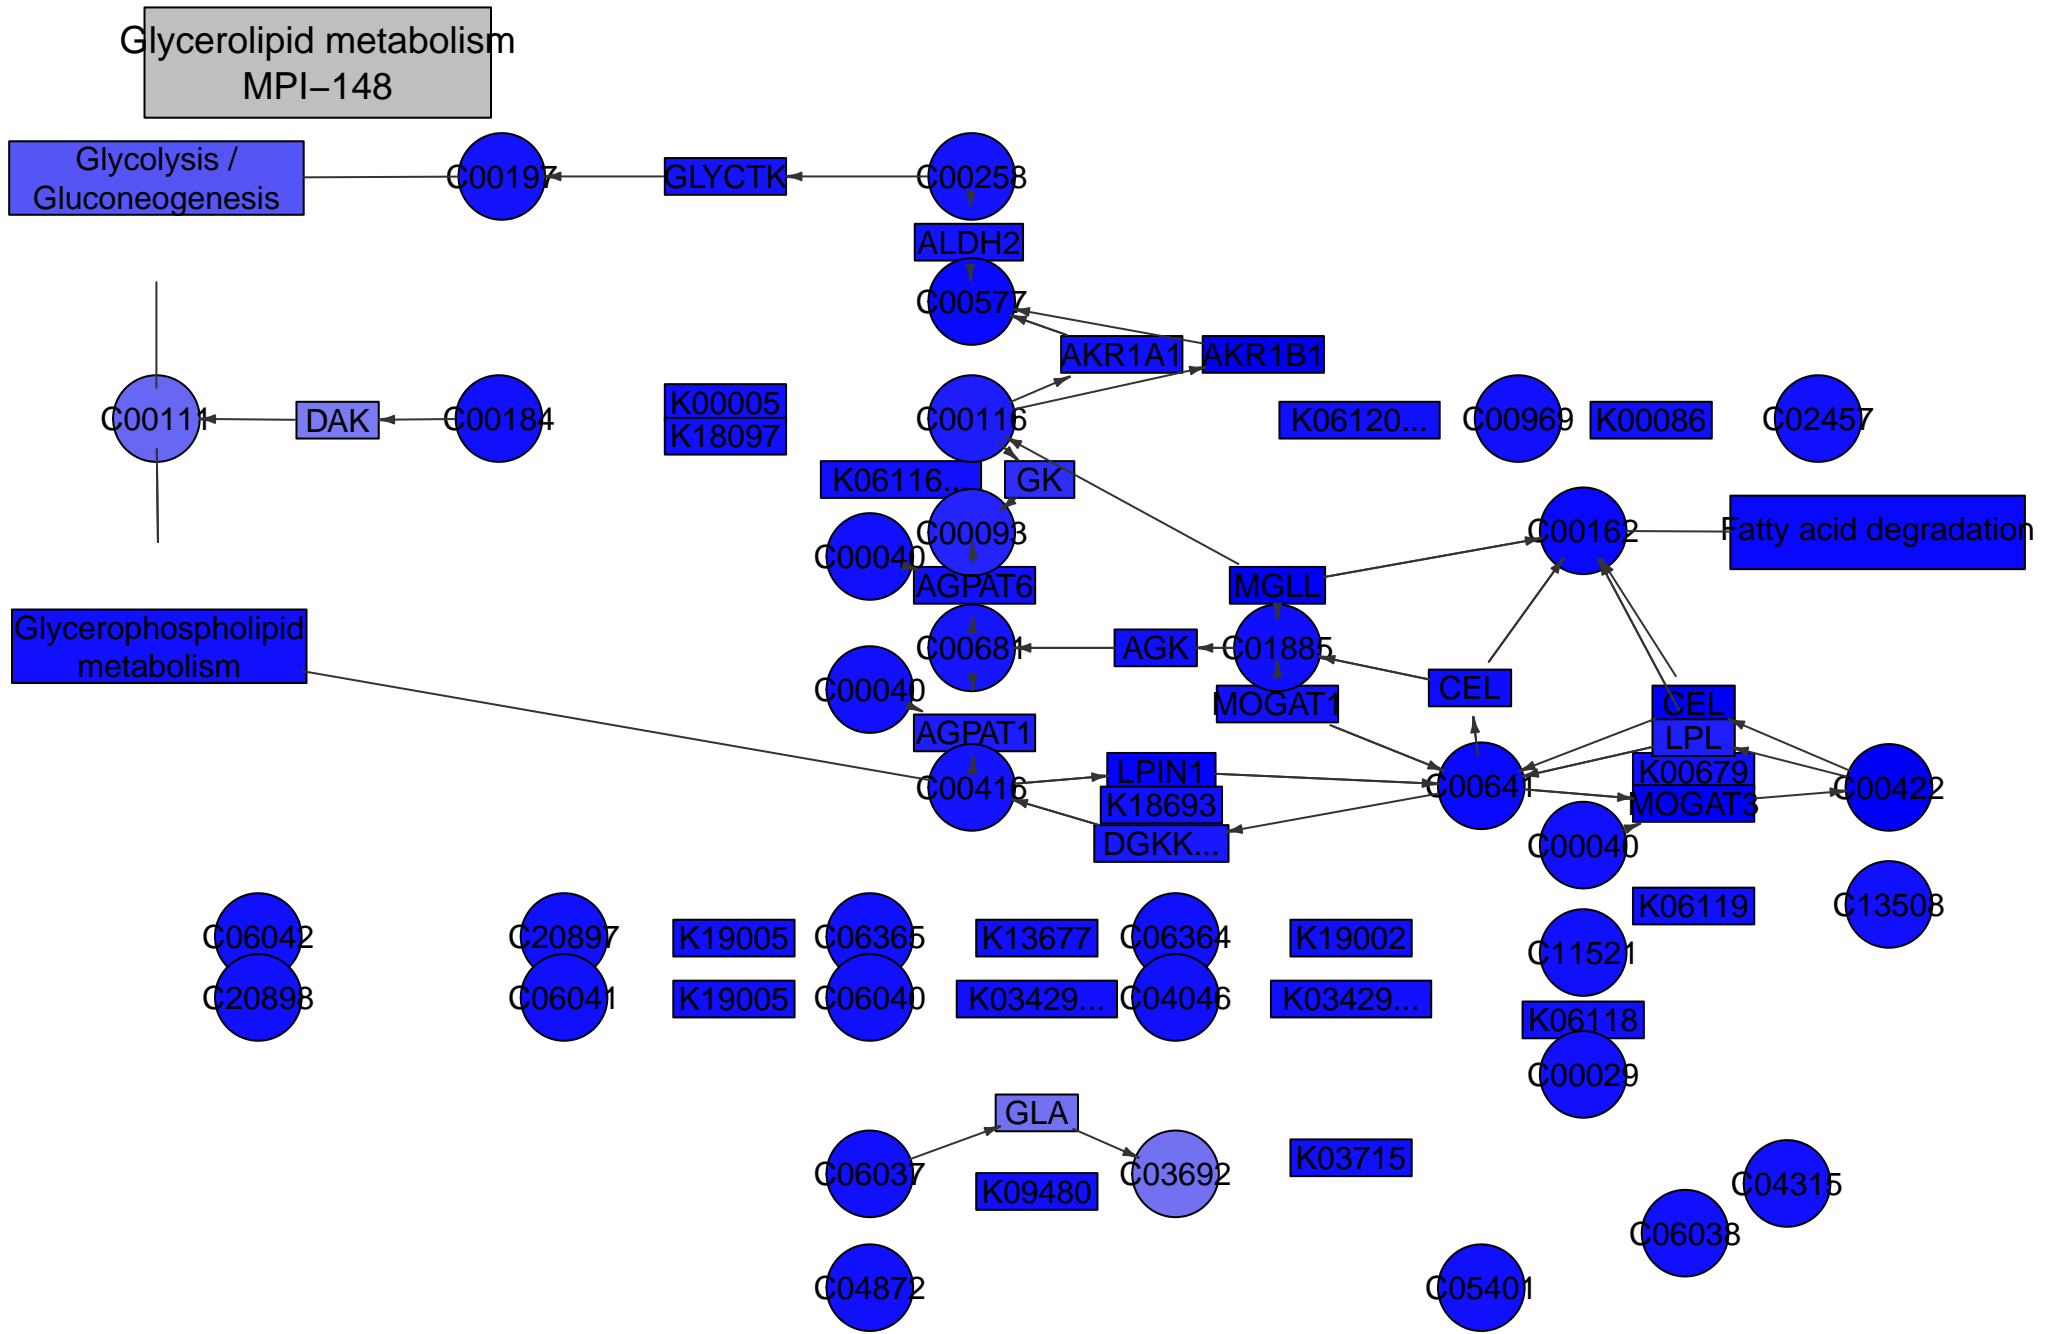 Glycerolipid metabolism
MPI−148
Glycolysis /
Gluconeogenesis
C00197
GLYCTK
C00258
ALDH2
C00577
AKR1A1
AKR1B1
C00111
DAK
C00184
K00005
K18097
C00116
K06120...
C00969
K00086
C02457
K06116...
GK
C00093
C00162
Fatty acid degradation
C00040
AGPAT6
MGLL
Glycerophospholipid
metabolism
C00681
AGK
C01885
C00040
MOGAT1
CEL
CEL
AGPAT1
LPL
C00416
LPIN1
K18693
DGKK...
C00641
K00679
MOGAT3
C00422
C00040
K06119
C13508
C06042
C20897
K19005
C06365
K13677
C06364
K19002
C11521
C20898
C06041
K19005
C06040
K03429...
C04046
K03429...
K06118
C00029
GLA
C06037
K09480
C03692
K03715
C04315
C06038
C04872
C05401